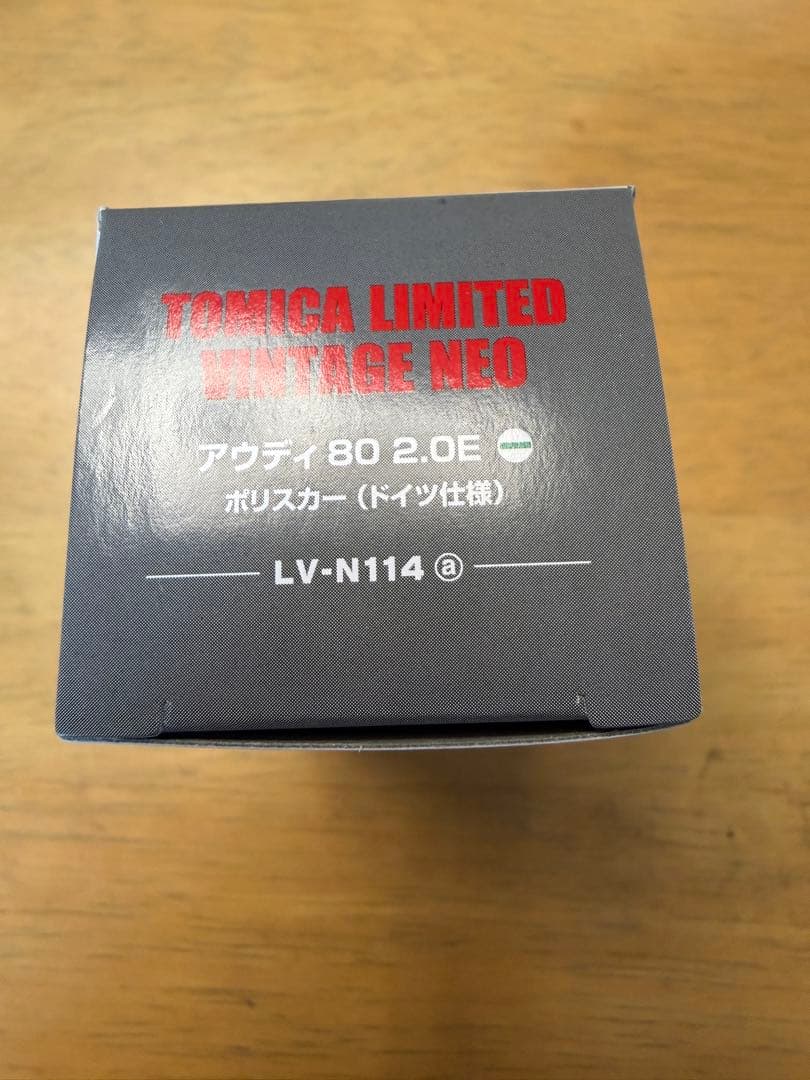 TOMICA LIMITED
VINTAGE NEO
アウディ 80 2.0E
ポリスカー（ドイツ仕様）
LV-N114 ⓐ